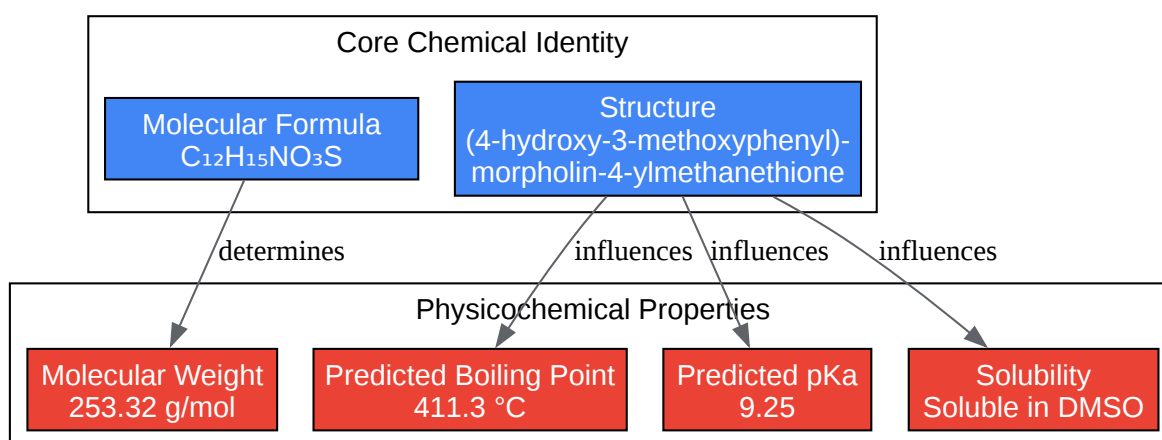 Core Chemical Identity
Molecular Formula
C₁₂H₁₅NO₃S
Structure
(4-hydroxy-3-methoxyphenyl)-
morpholin-4-ylmethanethione
determines
influences
influences
influences
Physicochemical Properties
Molecular Weight
253.32 g/mol
Predicted Boiling Point
411.3 °C
Predicted pKa
9.25
Solubility
Soluble in DMSO